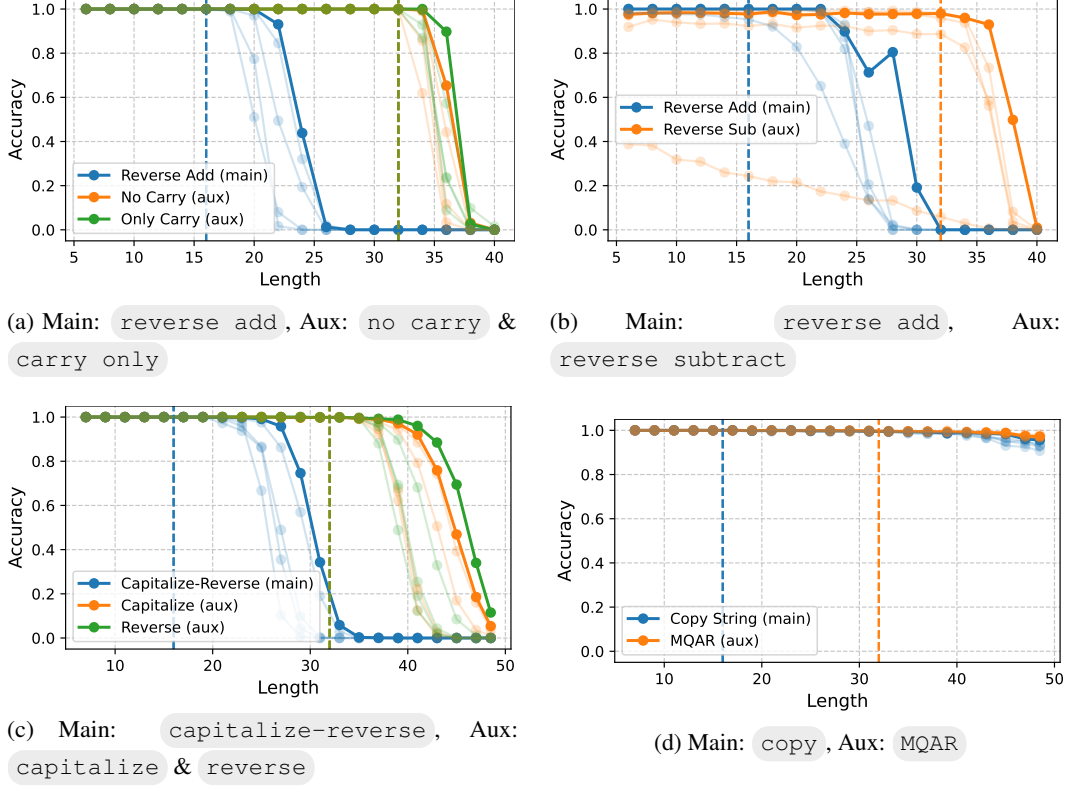 1.0
0.8
0.6
0.4
0.2
0.0
Accuracy
Reverse Add (main)
No Carry (aux)
Only Carry (aux)
5 10 15 20 25 30 35 40
Length
(a) Main: reverse add, Aux: no carry &
carry only
1.0
0.8
0.6
0.4
0.2
0.0
Accuracy
Reverse Add (main)
Reverse Sub (aux)
5 10 15 20 25 30 35 40
Length
(b) Main: reverse add, Aux:
reverse subtract
1.0
0.8
0.6
0.4
0.2
0.0
Accuracy
Capitalize-Reverse (main)
Capitalize (aux)
Reverse (aux)
10 20 30 40 50
Length
(c) Main: capitalize-reverse, Aux:
capitalize & reverse
1.0
0.8
0.6
0.4
0.2
0.0
Accuracy
Copy String (main)
MQAR (aux)
10 20 30 40 50
Length
(d) Main: copy, Aux: MQAR